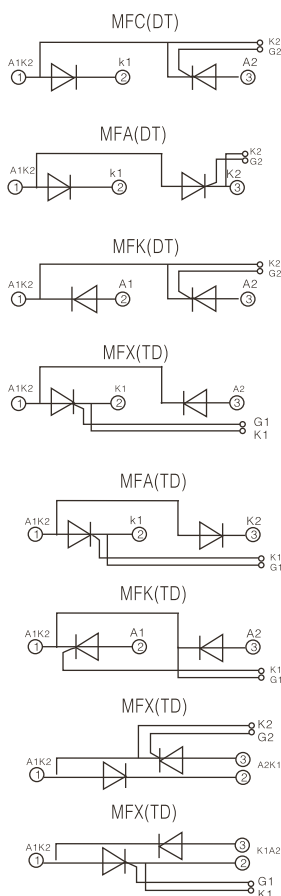 MFC(DT)
K2
G2
A1K2 k1 A2
1 2 3
MFA(DT)
K2
G2
A1K2 k1 K2
1 2 3
MFK(DT)
K2
G2
A1K2 A1 A2
1 2 3
MFX(TD)
A1K2 K1 A2
1 2 3
G1
K1
MFA(TD)
A1K2 k1 K2
1 2 3
K1
G1
MFK(TD)
A1K2 A1 A2
1 2 3
K1
G1
MFX(TD)
K2
G2
A1K2 3 A2K1
1 2
MFX(TD)
A1K2 3 K1A2
1 2
G1
K1